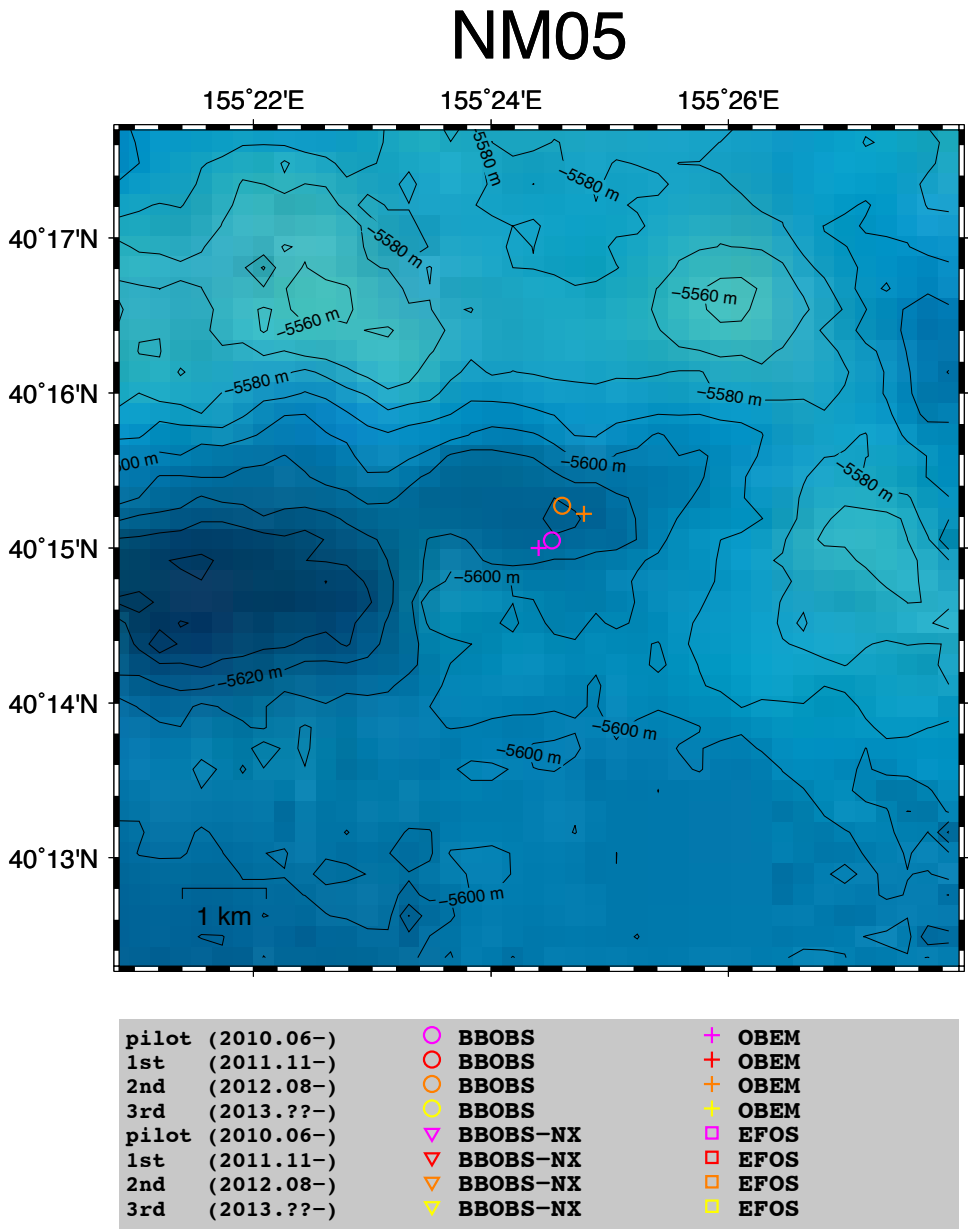 NM05
155°22'E 155°24'E 155°26'E
−5580 m
−5580 m
40°17'N
−5580 m
−5560 m
−5560 m
−5580 m
40°16'N
−5580 m
00 m
−5600 m
−5580 m
40°15'N
−5600 m
−5620 m
40°14'N
−5600 m
−5600 m
40°13'N
−5600 m
1 km
pilot (2010.06−) BBOBS OBEM
1st (2011.11−) BBOBS OBEM
2nd (2012.08−) BBOBS OBEM
3rd (2013.??−) BBOBS OBEM
pilot (2010.06−) BBOBS−NX EFOS
1st (2011.11−) BBOBS−NX EFOS
2nd (2012.08−) BBOBS−NX EFOS
3rd (2013.??−) BBOBS−NX EFOS